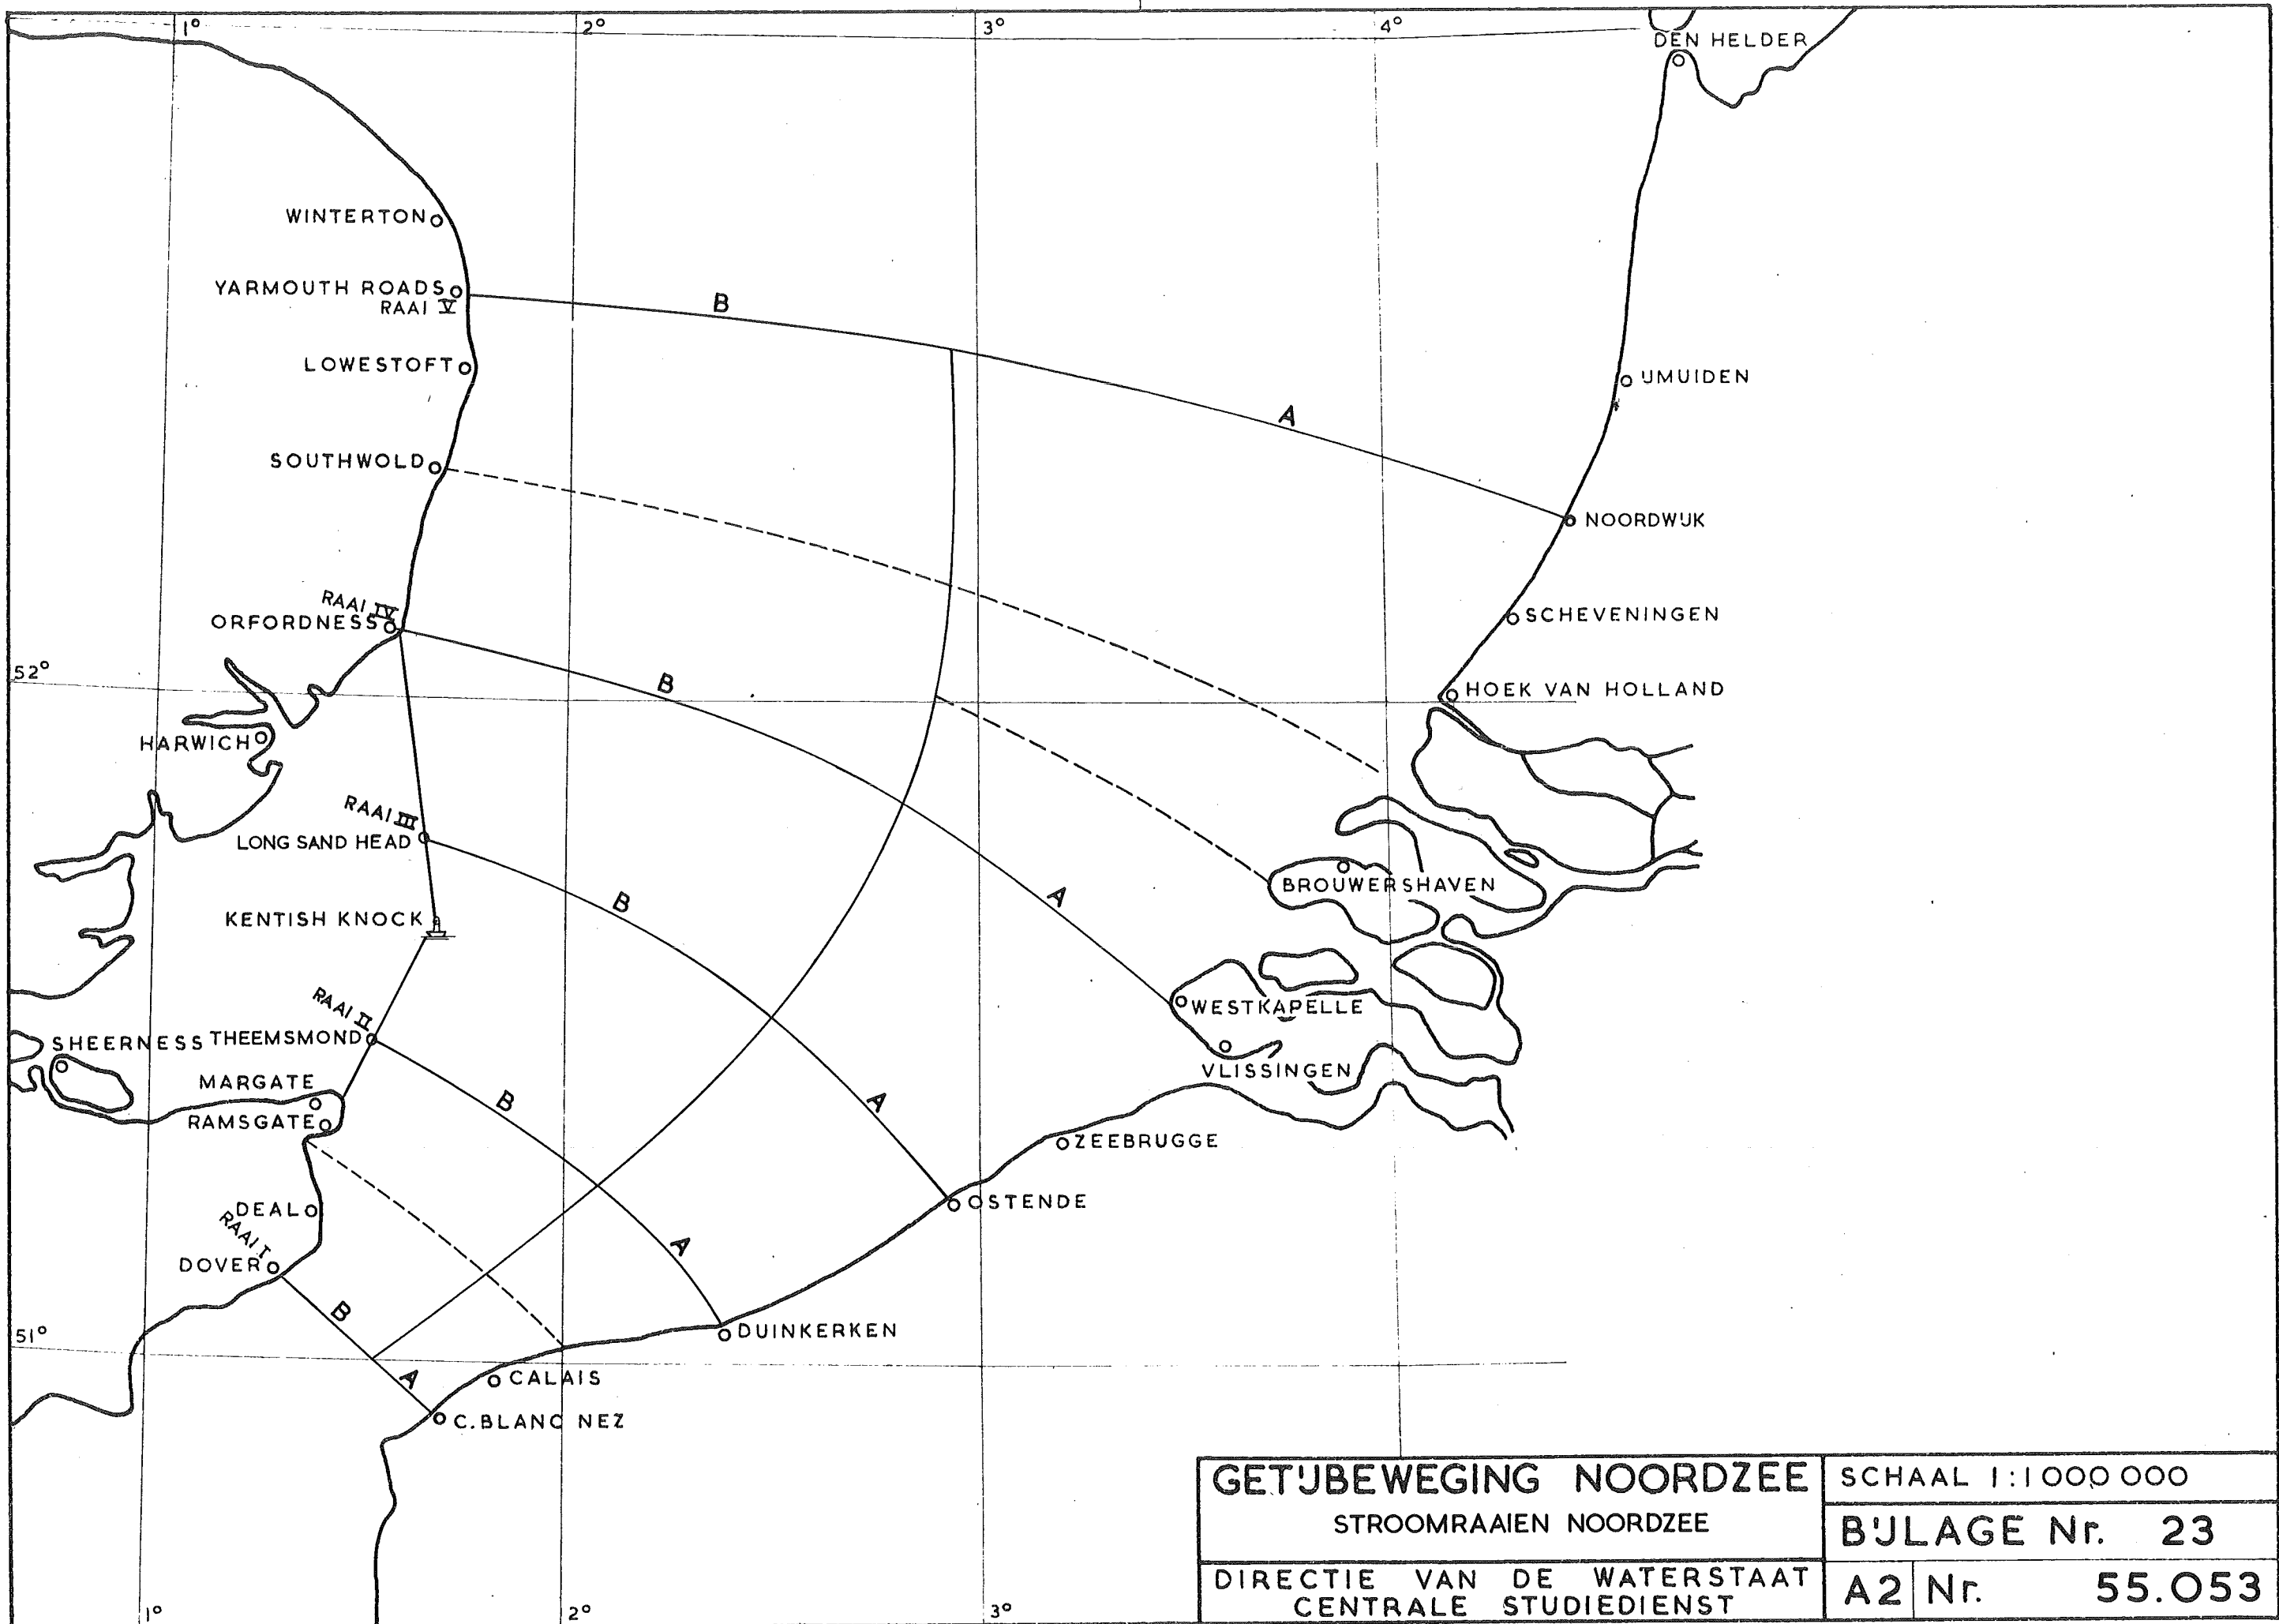 1° 2° 3° 4°
DEN HELDER
WINTERTON
YARMOUTH ROADS
RAAI V
B
LOWESTOFT
IJMUIDEN
A
SOUTHWOLD
NOORDWIJK
RAAI IV
ORFORDNESS
SCHEVENINGEN
52°
B
HOEK VAN HOLLAND
HARWICH
RAAI III
LONG SAND HEAD
B
A
BROUWERSHAVEN
KENTISH KNOCK
RAAI II
WESTKAPELLE
SHEERNESS
THEEMSMOND
VLISSINGEN
MARGATE
B
A
RAMSGATE
ZEEBRUGGE
OSTENDE
DEAL
RAAI I
A
DOVER
B
51°
DUINKERKEN
A
CALAIS
C. BLANC NEZ
GETIJBEWEGING NOORDZEE
STROOMRAAIEN NOORDZEE
SCHAAL 1:1000000
BIJLAGE Nr. 23
DIRECTIE VAN DE WATERSTAAT
CENTRALE STUDIEDIENST
A2 Nr. 55.053
1° 2° 3°